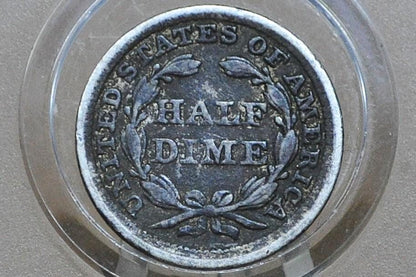 UNITED STATES OF AMERICA
HALF
DIME